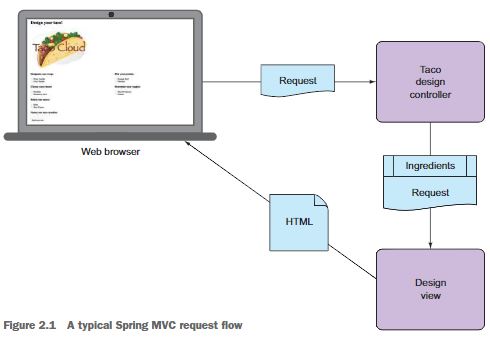 Design your taco!
Taco Cloud
Web browser
Request
Taco
design
controller
Ingredients
Request
HTML
Design
view
Figure 2.1 A typical Spring MVC request flow